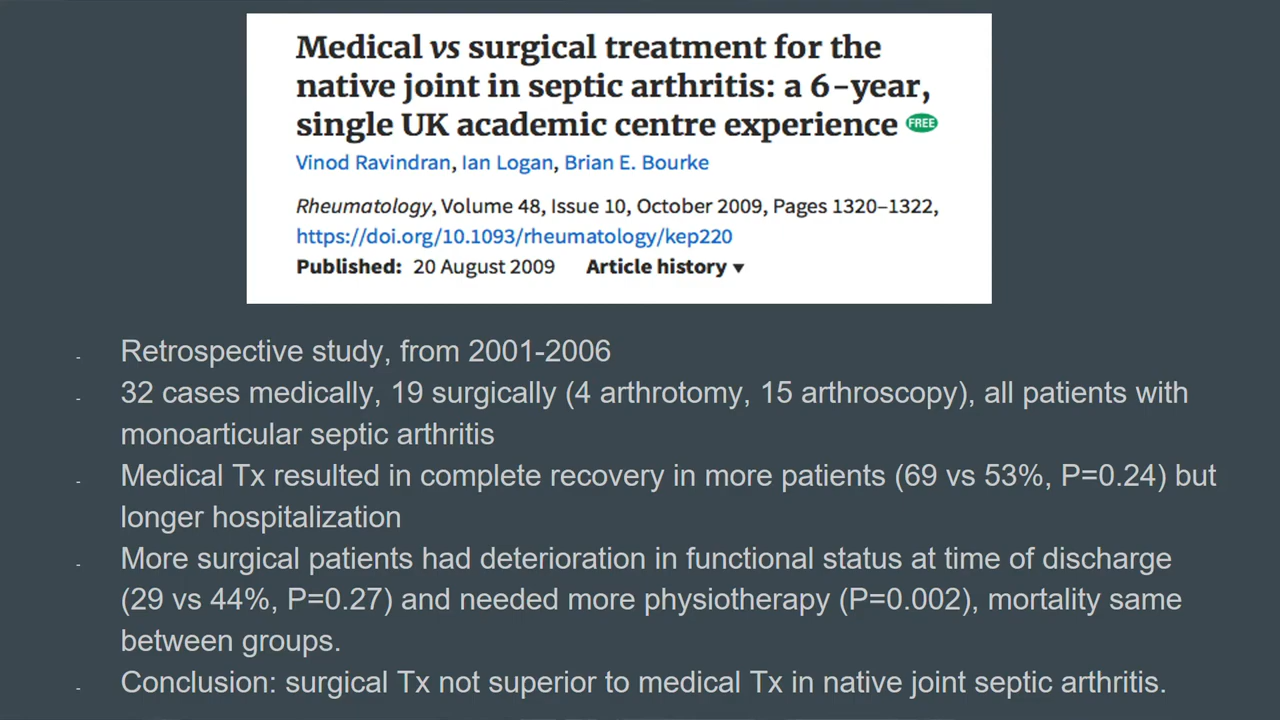 Medical vs surgical treatment for the
native joint in septic arthritis: a 6-year,
single UK academic centre experience FREE
Vinod Ravindran, Ian Logan, Brian E. Bourke
Rheumatology, Volume 48, Issue 10, October 2009, Pages 1320–1322,
https://doi.org/10.1093/rheumatology/kep220
Published: 20 August 2009 Article history ▼
- Retrospective study, from 2001-2006
- 32 cases medically, 19 surgically (4 arthrotomy, 15 arthroscopy), all patients with
monoarticular septic arthritis
- Medical Tx resulted in complete recovery in more patients (69 vs 53%, P=0.24) but
longer hospitalization
- More surgical patients had deterioration in functional status at time of discharge
(29 vs 44%, P=0.27) and needed more physiotherapy (P=0.002), mortality same
between groups.
- Conclusion: surgical Tx not superior to medical Tx in native joint septic arthritis.